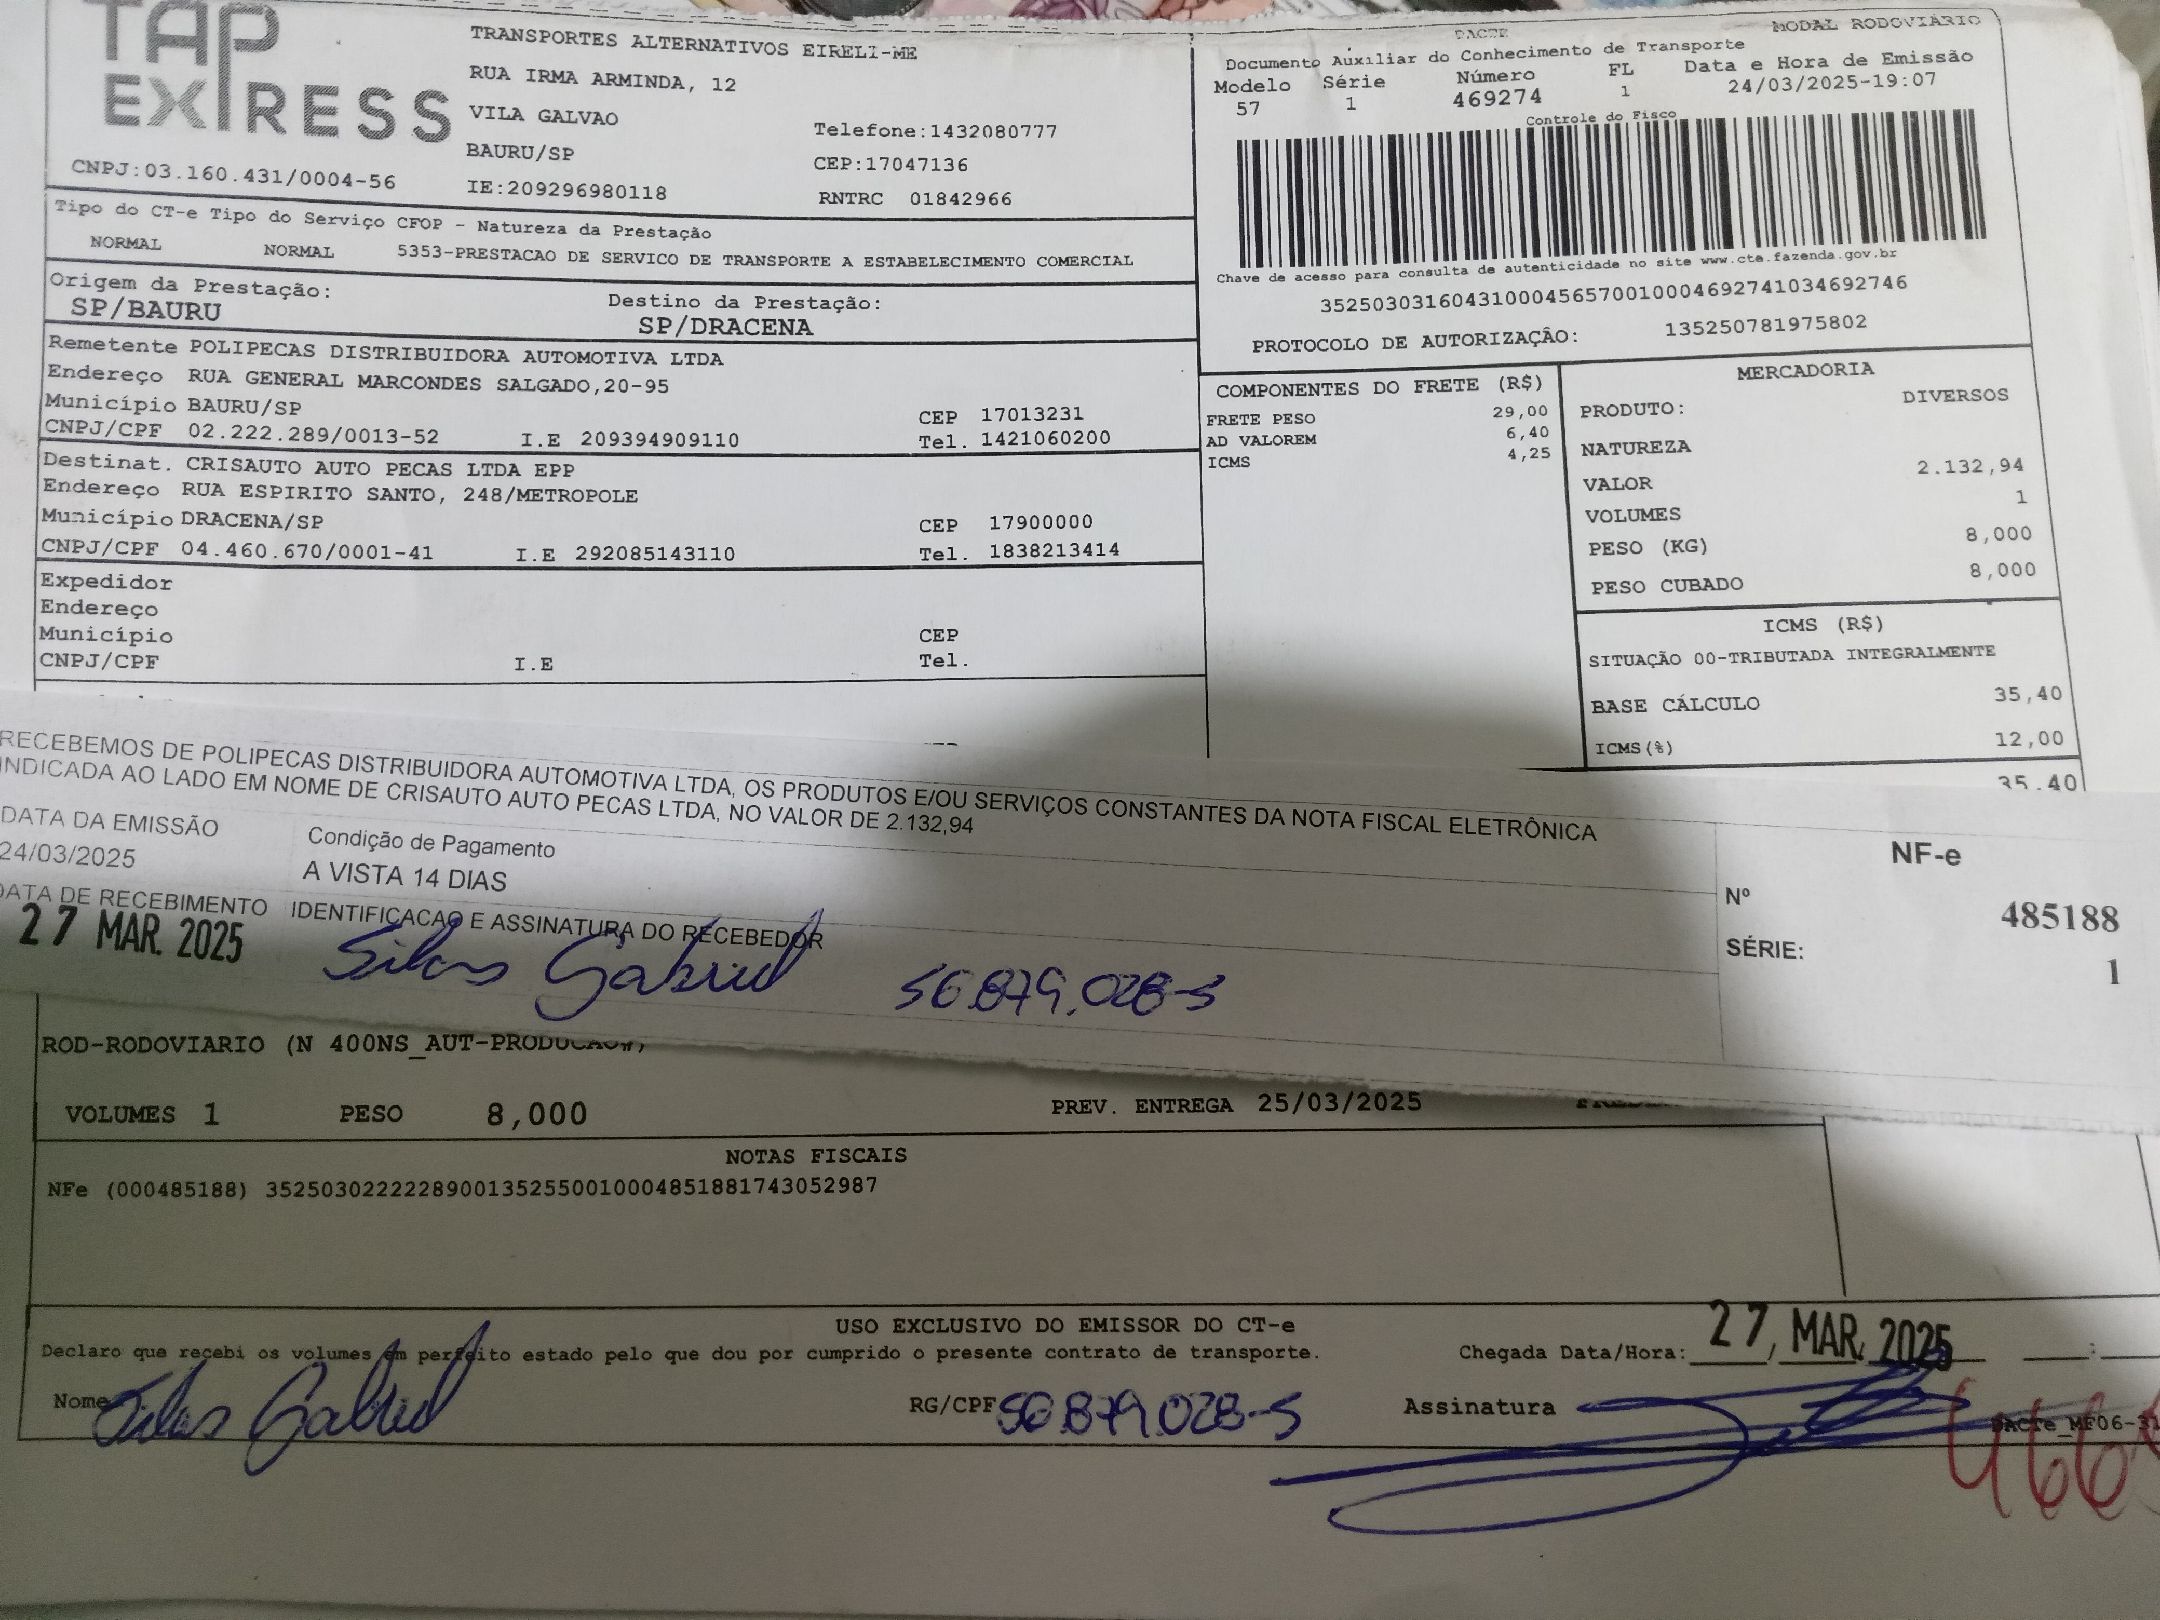 TAP EXPRESS
TRANSPORTES ALTERNATIVOS EIRELI-ME
RUA IRMA ARMINDA, 12
VILA GALVAO
BAURU/SP
Telefone:1432080777
CEP:17047136
CNPJ:03.160.431/0004-56
IE:209296980118
RNTRC 01842966
DACTE
MODAL RODOVIÁRIO
Documento Auxiliar do Conhecimento de Transporte
Modelo Série Número FL Data e Hora de Emissão
57 1 469274 1 24/03/2025-19:07
Controle do Fisco
Chave de acesso para consulta de autenticidade no site www.cte.fazenda.gov.br
35250303160431000456570010004692741034692746
PROTOCOLO DE AUTORIZAÇÃO: 135250781975802
Tipo do CT-e Tipo do Serviço CFOP - Natureza da Prestação
NORMAL NORMAL 5353-PRESTACAO DE SERVICO DE TRANSPORTE A ESTABELECIMENTO COMERCIAL
Origem da Prestação: Destino da Prestação:
SP/BAURU SP/DRACENA
Remetente POLIPECAS DISTRIBUIDORA AUTOMOTIVA LTDA
Endereço RUA GENERAL MARCONDES SALGADO,20-95
Município BAURU/SP CEP 17013231
CNPJ/CPF 02.222.289/0013-52 I.E 209394909110 Tel. 1421060200
Destinat. CRISAUTO AUTO PECAS LTDA EPP
Endereço RUA ESPIRITO SANTO, 248/METROPOLE
Município DRACENA/SP CEP 17900000
CNPJ/CPF 04.460.670/0001-41 I.E 292085143110 Tel. 1838213414
Expedidor
Endereço
Município CEP
CNPJ/CPF I.E Tel.
COMPONENTES DO FRETE (R$)
FRETE PESO 29,00
AD VALOREM 6,40
ICMS 4,25
MERCADORIA
PRODUTO: DIVERSOS
NATUREZA
VALOR 2.132,94
VOLUMES 1
PESO (KG) 8,000
PESO CUBADO 8,000
ICMS (R$)
SITUAÇÃO 00-TRIBUTADA INTEGRALMENTE
BASE CÁLCULO 35,40
ICMS(%) 12,00
35,40
RECEBEMOS DE POLIPECAS DISTRIBUIDORA AUTOMOTIVA LTDA, OS PRODUTOS E/OU SERVIÇOS CONSTANTES DA NOTA FISCAL ELETRÔNICA
INDICADA AO LADO EM NOME DE CRISAUTO AUTO PECAS LTDA, NO VALOR DE 2.132,94
DATA DA EMISSÃO Condição de Pagamento
24/03/2025 A VISTA 14 DIAS
DATA DE RECEBIMENTO IDENTIFICACAO E ASSINATURA DO RECEBEDOR
27 MAR. 2025 Silas Gabriel 56.879.028-5
NF-e
Nº 485188
SÉRIE: 1
ROD-RODOVIARIO (N 400NS_AUT-PRODUCAO#)
VOLUMES 1 PESO 8,000 PREV. ENTREGA 25/03/2025
NOTAS FISCAIS
NFe (000485188) 35250302222289001352550010004851881743052987
USO EXCLUSIVO DO EMISSOR DO CT-e
Declaro que recebi os volumes em perfeito estado pelo que dou por cumprido o presente contrato de transporte. Chegada Data/Hora: 27 MAR. 2025
Nome Silas Gabriel RG/CPF 56.879.028-5 Assinatura
DACTe_MF06-31